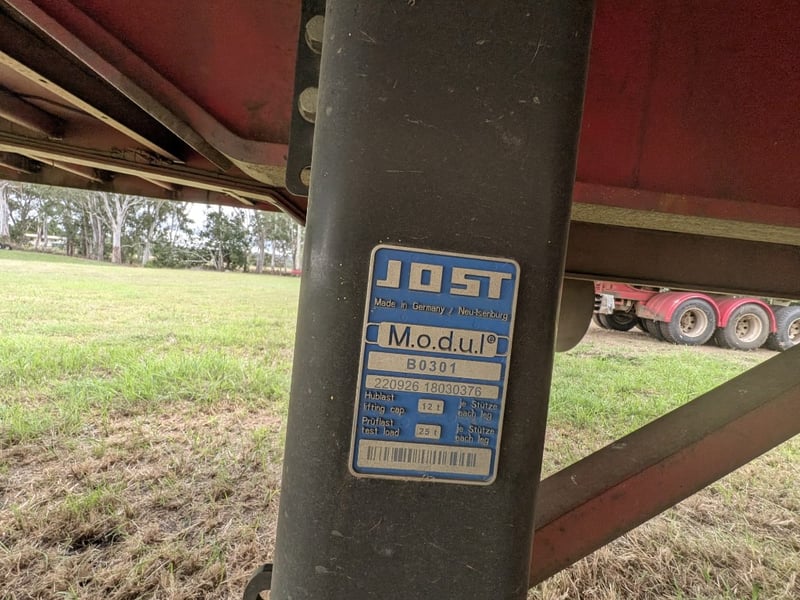 JOST
Made in Germany / Neu-Isenburg
M.o.d.u.l®
B0301
220926 18030376
Hublast 12 t je Stütze
lifting cap. each leg
Prüflast 25 t je Stütze
test load each leg